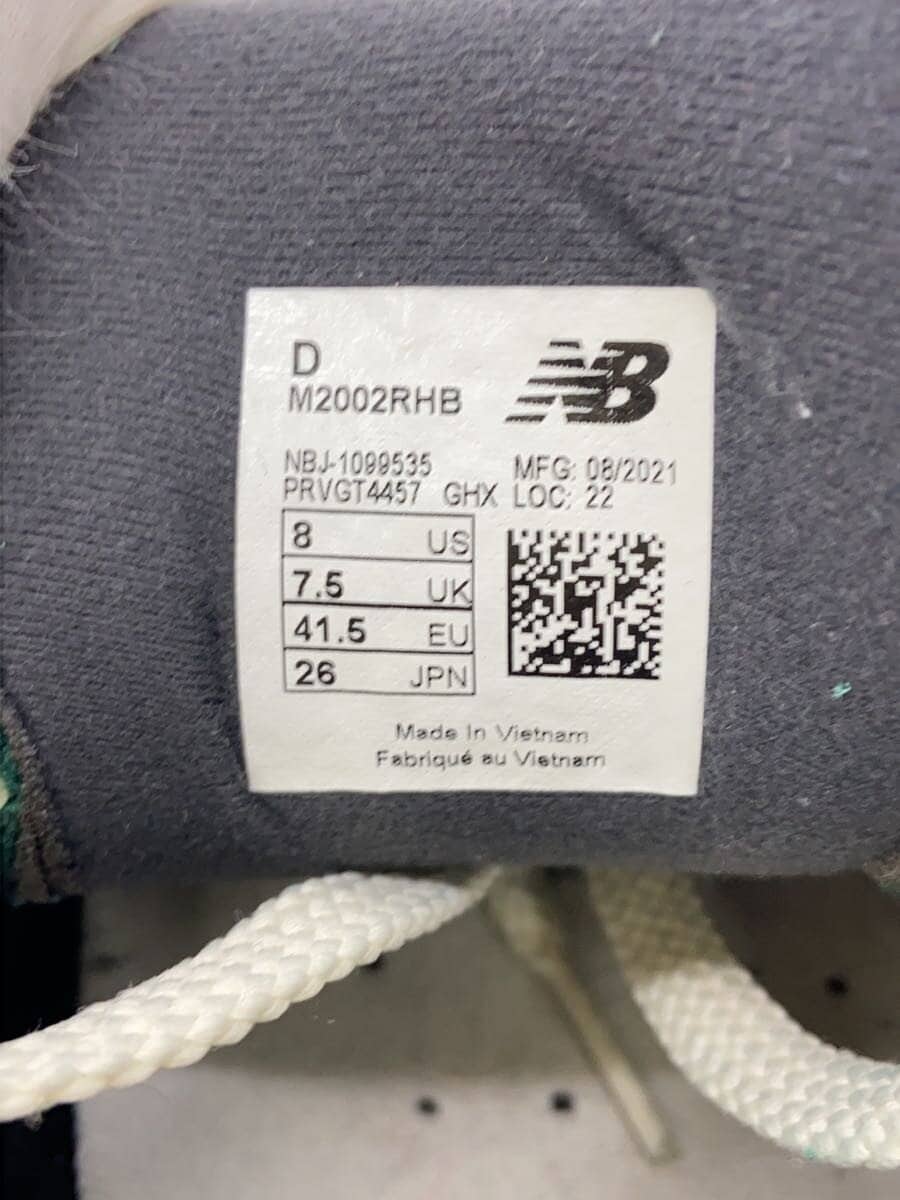 D
M2002RHB
NB
NBJ-1099535 MFG: 08/2021
PRVGT4457 GHX LOC: 22
8 US
7.5 UK
41.5 EU
26 JPN
Made In Vietnam
Fabriqué au Vietnam